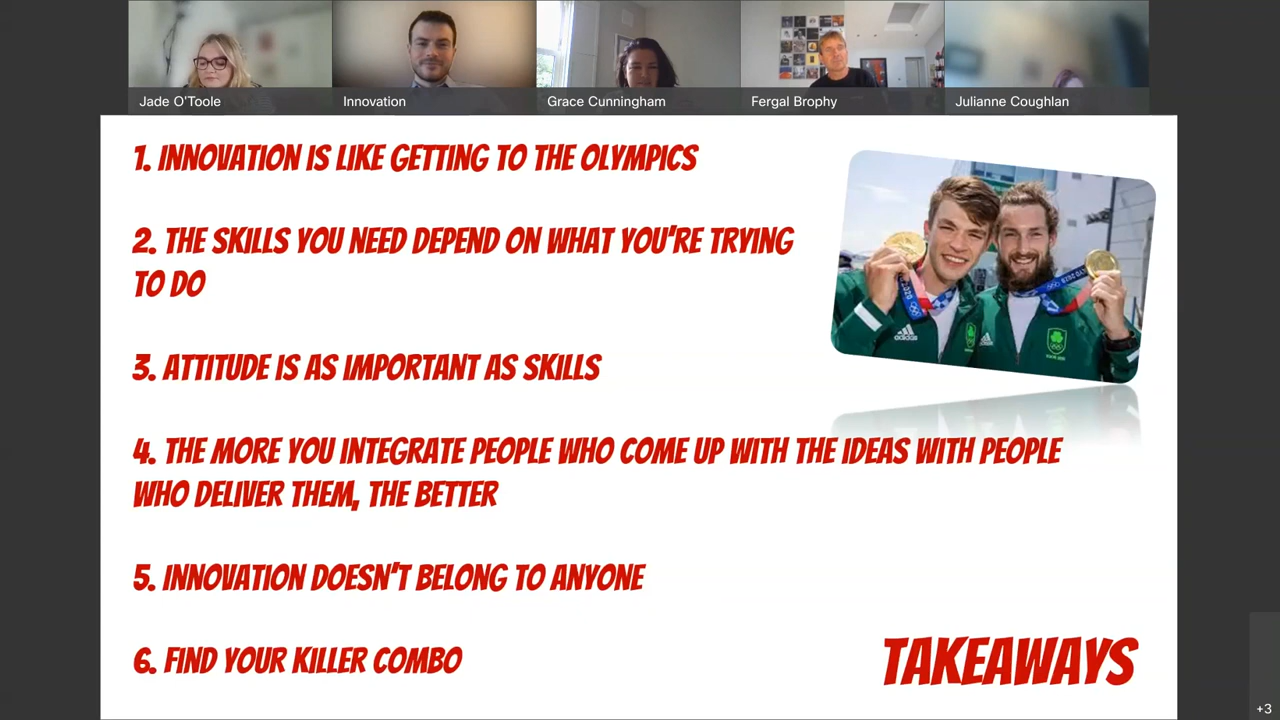 Jade O'Toole
Innovation
Grace Cunningham
Fergal Brophy
Julianne Coughlan
1. INNOVATION IS LIKE GETTING TO THE OLYMPICS
2. THE SKILLS YOU NEED DEPEND ON WHAT YOU'RE TRYING
TO DO
3. ATTITUDE IS AS IMPORTANT AS SKILLS
4. THE MORE YOU INTEGRATE PEOPLE WHO COME UP WITH THE IDEAS WITH PEOPLE
WHO DELIVER THEM, THE BETTER
5. INNOVATION DOESN'T BELONG TO ANYONE
6. FIND YOUR KILLER COMBO
TAKEAWAYS
adidas
+3